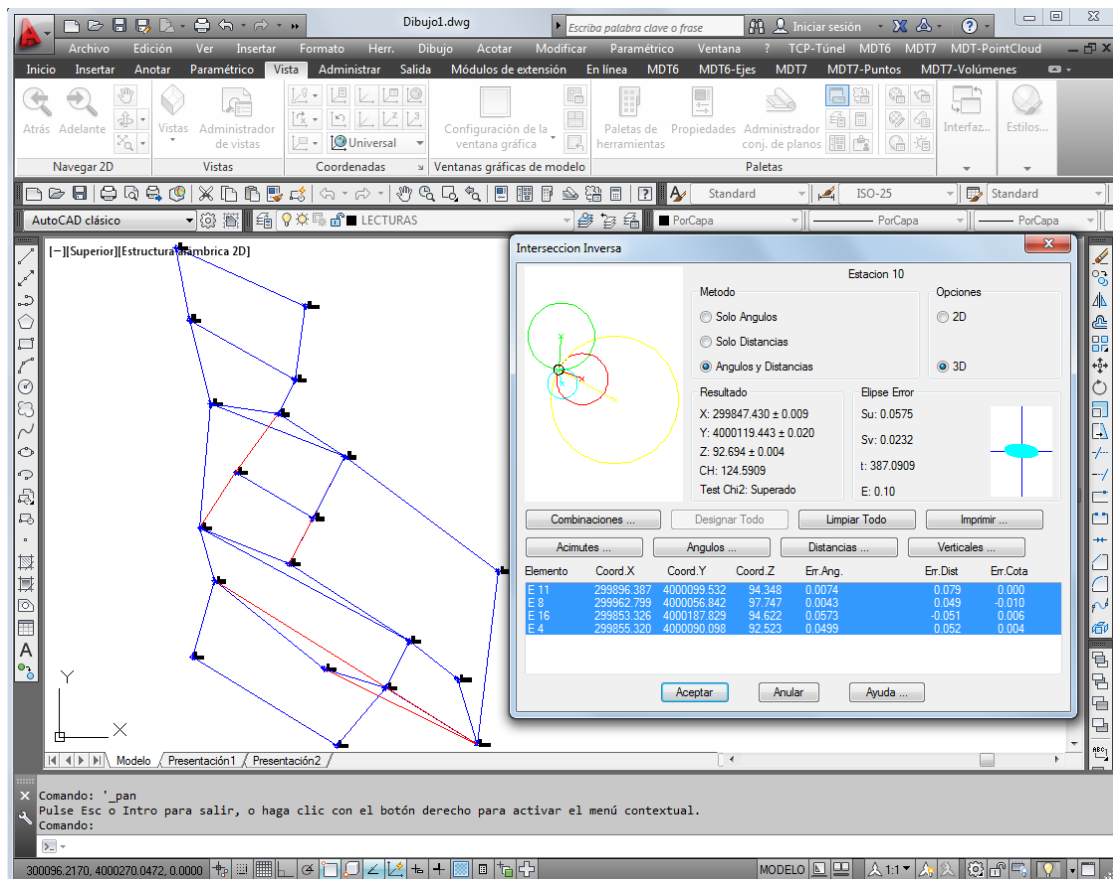 Dibujo1.dwg
Escriba palabra clave o frase
Iniciar sesión
Archivo Edición Ver Insertar Formato Herr. Dibujo Acotar Modificar Paramétrico Ventana ? TCP-Túnel MDT6 MDT7 MDT-PointCloud
Inicio Insertar Anotar Paramétrico Vista Administrar Salida Módulos de extensión En línea MDT6 MDT6-Ejes MDT7 MDT7-Puntos MDT7-Volúmenes
Atrás Adelante
Vistas
Administrador de vistas
Universal
Configuración de la ventana gráfica
Paletas de herramientas
Propiedades
Administrador conj. de planos
Interfaz...
Estilos...
Navegar 2D Vistas Coordenadas Ventanas gráficas de modelo Paletas
Standard ISO-25 Standard
AutoCAD clásico LECTURAS PorCapa PorCapa PorCapa
[−][Superior][Estructura alámbrica 2D]
Interseccion Inversa
Estacion 10
Metodo
Solo Angulos
Solo Distancias
Angulos y Distancias
Opciones
2D
3D
Resultado
X: 299847.430 ± 0.009
Y: 4000119.443 ± 0.020
Z: 92.694 ± 0.004
CH: 124.5909
Test Chi2: Superado
Elipse Error
Su: 0.0575
Sv: 0.0232
t: 387.0909
E: 0.10
Combinaciones ... Designar Todo Limpiar Todo Imprimir ...
Acimutes ... Angulos ... Distancias ... Verticales ...
Elemento Coord.X Coord.Y Coord.Z Err.Ang. Err.Dist Err.Cota
E 11 299896.387 4000099.532 94.348 0.0074 0.079 0.000
E 8 299962.799 4000056.842 97.747 0.0043 0.049 -0.010
E 16 299853.326 4000187.829 94.622 0.0573 -0.051 0.006
E 4 299855.320 4000090.098 92.523 0.0499 0.052 0.004
Aceptar Anular Ayuda ...
Y
X
Modelo Presentación1 Presentación2
Comando: '_pan
Pulse Esc o Intro para salir, o haga clic con el botón derecho para activar el menú contextual.
Comando:
300096.2170, 4000270.0472, 0.0000
MODELO
1:1
A
ABC